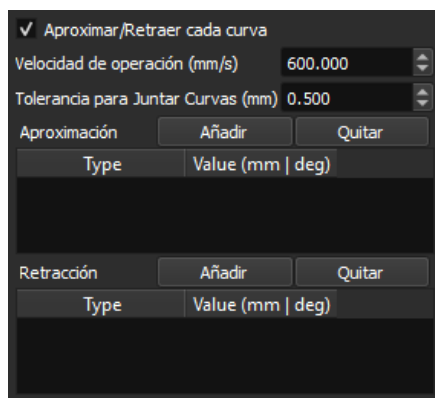 Aproximar/Retraer cada curva
Velocidad de operación (mm/s) 600.000
Tolerancia para Juntar Curvas (mm) 0.500
Aproximación Añadir Quitar
Type Value (mm | deg)
Retracción Añadir Quitar
Type Value (mm | deg)